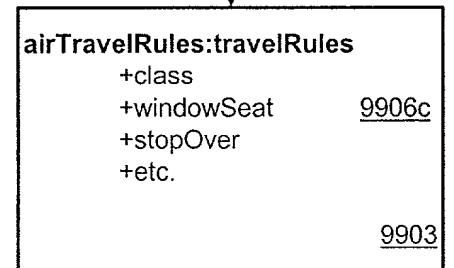 airTravelRules:travelRules
+class
+windowSeat 9906c
+stopOver
+etc.
9903